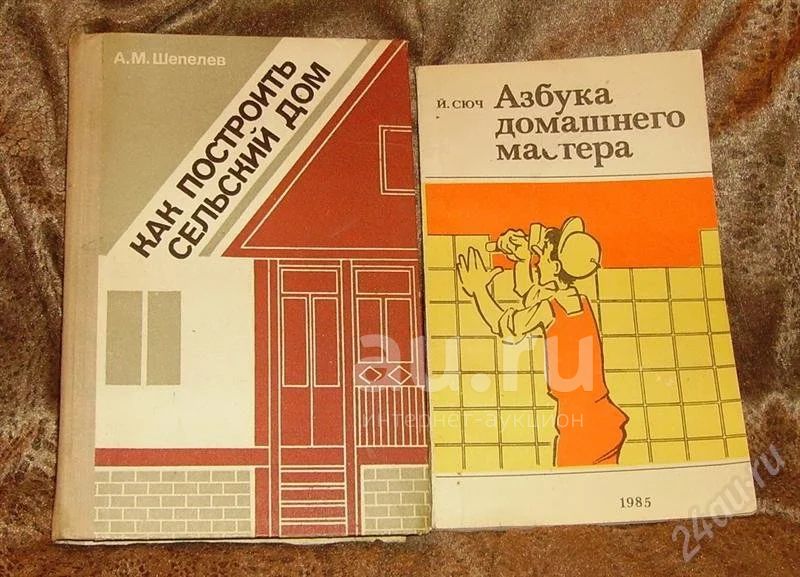 А.М. Шепелев
КАК ПОСТРОИТЬ
СЕЛЬСКИЙ ДОМ
Й. СЮЧ
Азбука
домашнего
мастера
1985
au.ru
интернет-аукцион
24au.ru